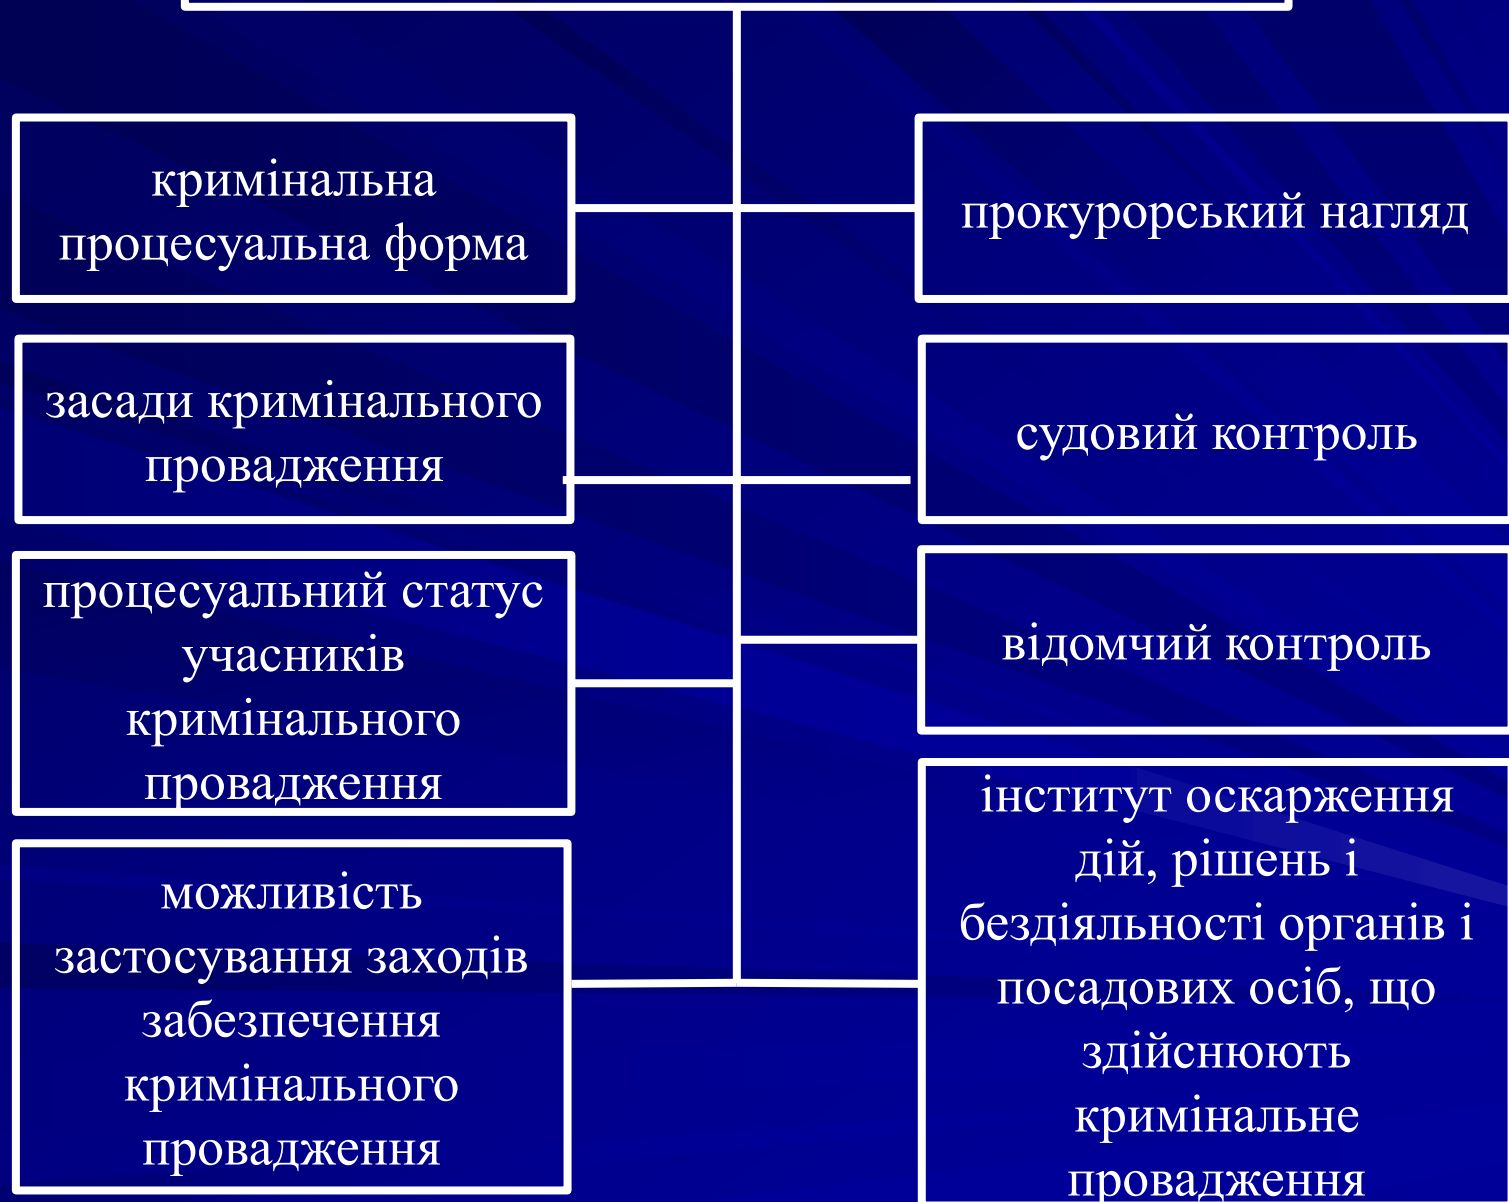 кримінальна
процесуальна форма
засади кримінального
провадження
процесуальний статус
учасників
кримінального
провадження
можливість
застосування заходів
забезпечення
кримінального
провадження
прокурорський нагляд
судовий контроль
відомчий контроль
інститут оскарження
дій, рішень і
бездіяльності органів і
посадових осіб, що
здійснюють
кримінальне
провадження